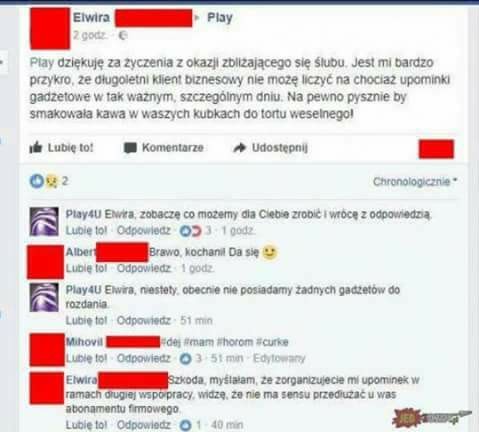 Elwira ▸ Play
2 godz. ·
Play dziękuję za życzenia z okazji zbliżającego się ślubu. Jest mi bardzo
przykro, że długoletni klient biznesowy nie możę liczyć na chociaż upominki
gadżetowe w tak ważnym, szczególnym dniu. Na pewno pysznie by
smakowała kawa w waszych kubkach do tortu weselnego!
Lubię to! Komentarze Udostępnij
2 Chronologicznie
Play4U Elwira, zobaczę co możemy dla Ciebie zrobić i wrócę z odpowiedzią.
Lubię to! · Odpowiedz · 3 · 1 godz.
Albert Brawo, kochani! Da się
Lubię to! · Odpowiedz · 1 godz.
Play4U Elwira, niestety, obecnie nie posiadamy żadnych gadżetów do
rozdania.
Lubię to! · Odpowiedz · 51 min
Mihovil #dej #mam #horom #curke
Lubię to! · Odpowiedz · 3 · 51 min · Edytowany
Elwira Szkoda, myślałam, że zorganizujecie mi upominek w
ramach długiej współpracy, widzę, że nie ma sensu przedłużać u was
abonamentu firmowego.
Lubię to! · Odpowiedz · 1 · 40 min